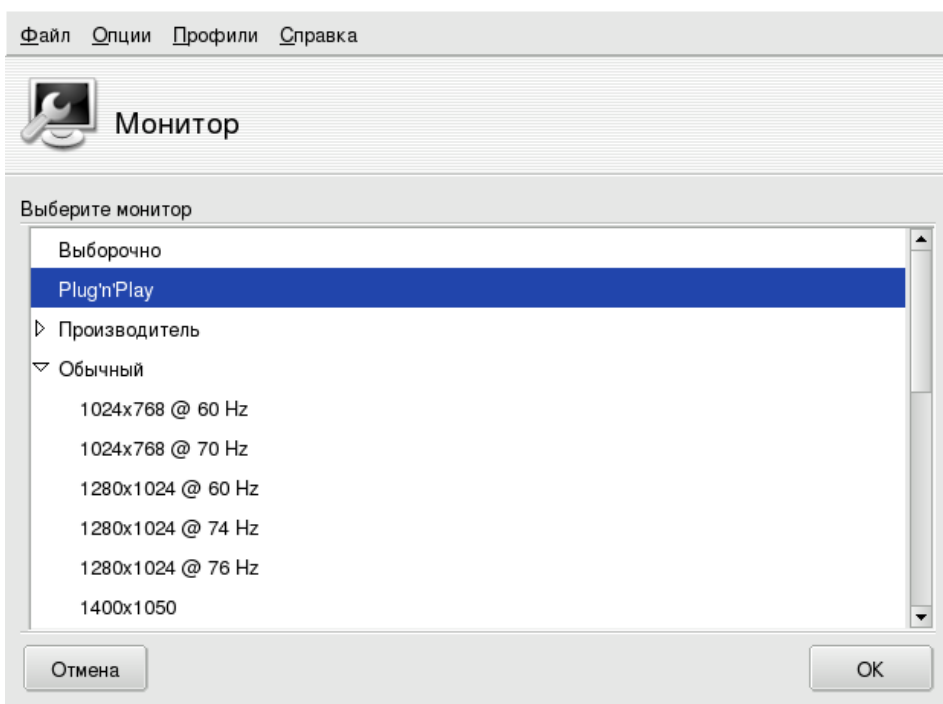 Файл Опции Профили Справка
Монитор
Выберите монитор
Выборочно
Plug'n'Play
Производитель
Обычный
1024x768 @ 60 Hz
1024x768 @ 70 Hz
1280x1024 @ 60 Hz
1280x1024 @ 74 Hz
1280x1024 @ 76 Hz
1400x1050
Отмена OK